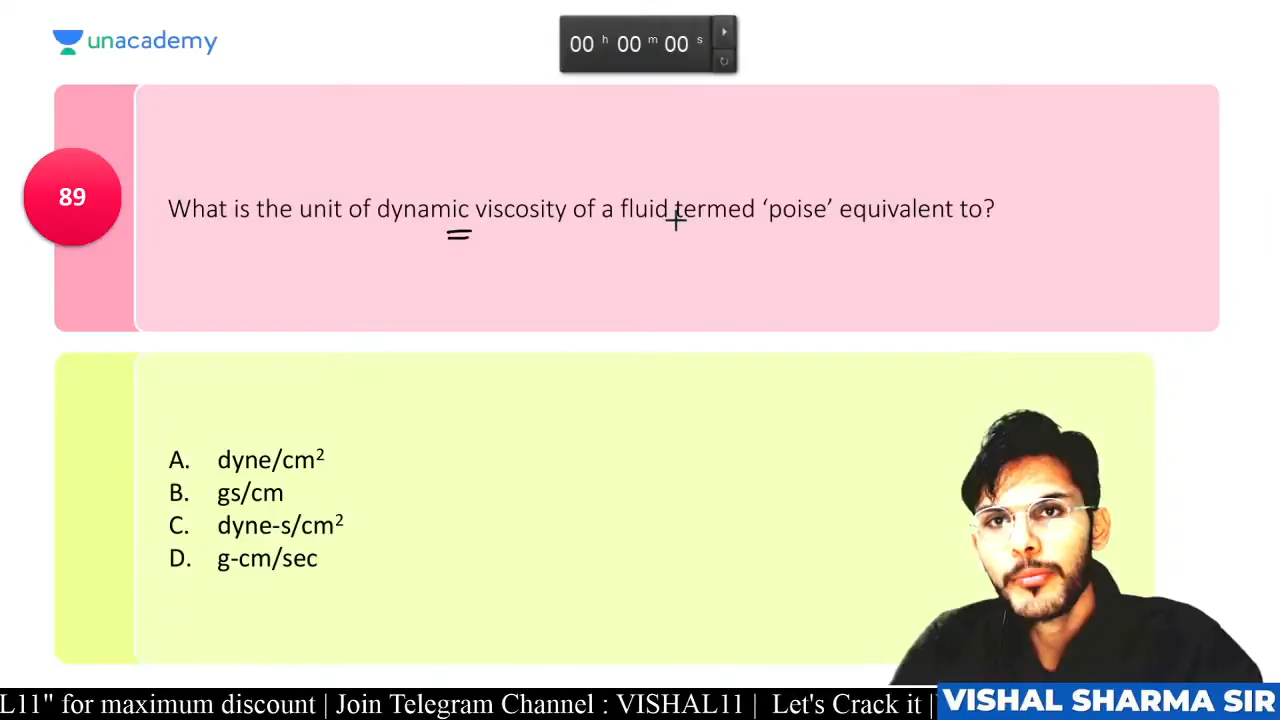 unacademy
00 h 00 m 00 s
89
What is the unit of dynamic viscosity of a fluid termed ‘poise’ equivalent to?
A. dyne/cm²
B. gs/cm
C. dyne-s/cm²
D. g-cm/sec
L11" for maximum discount | Join Telegram Channel : VISHAL11 | Let's Crack it |
VISHAL SHARMA SIR